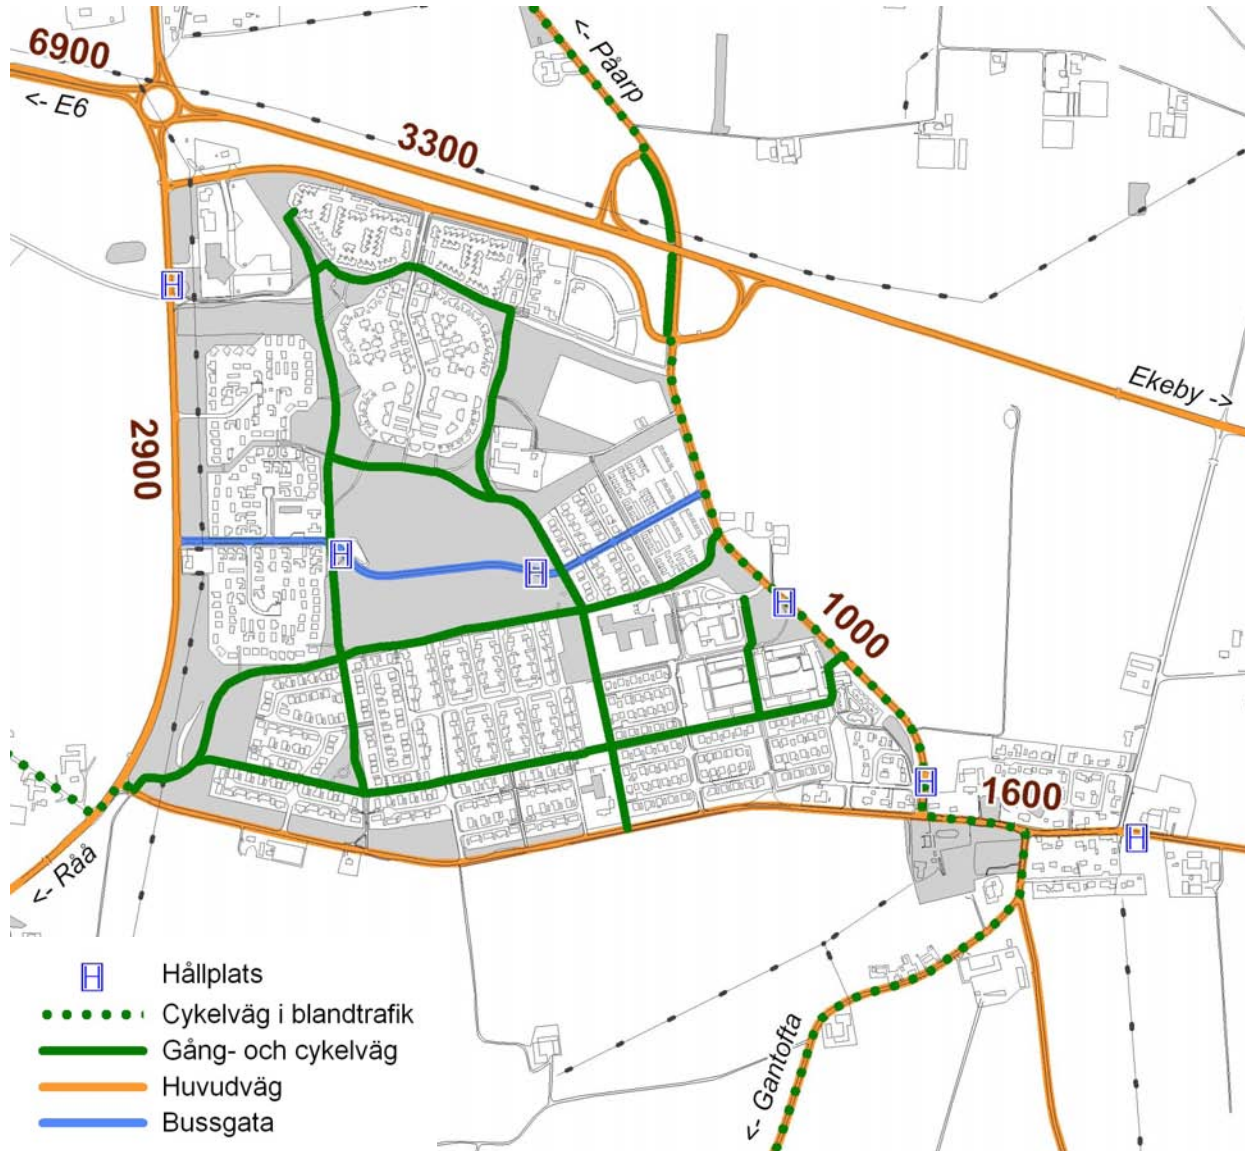 6900
<- E6
<- Påarp
3300
Ekeby ->
2900
1000
1600
<- Råå
<- Gantofta
H
H
H
H
H
H
H Hållplats
Cykelväg i blandtrafik
Gång- och cykelväg
Huvudväg
Bussgata